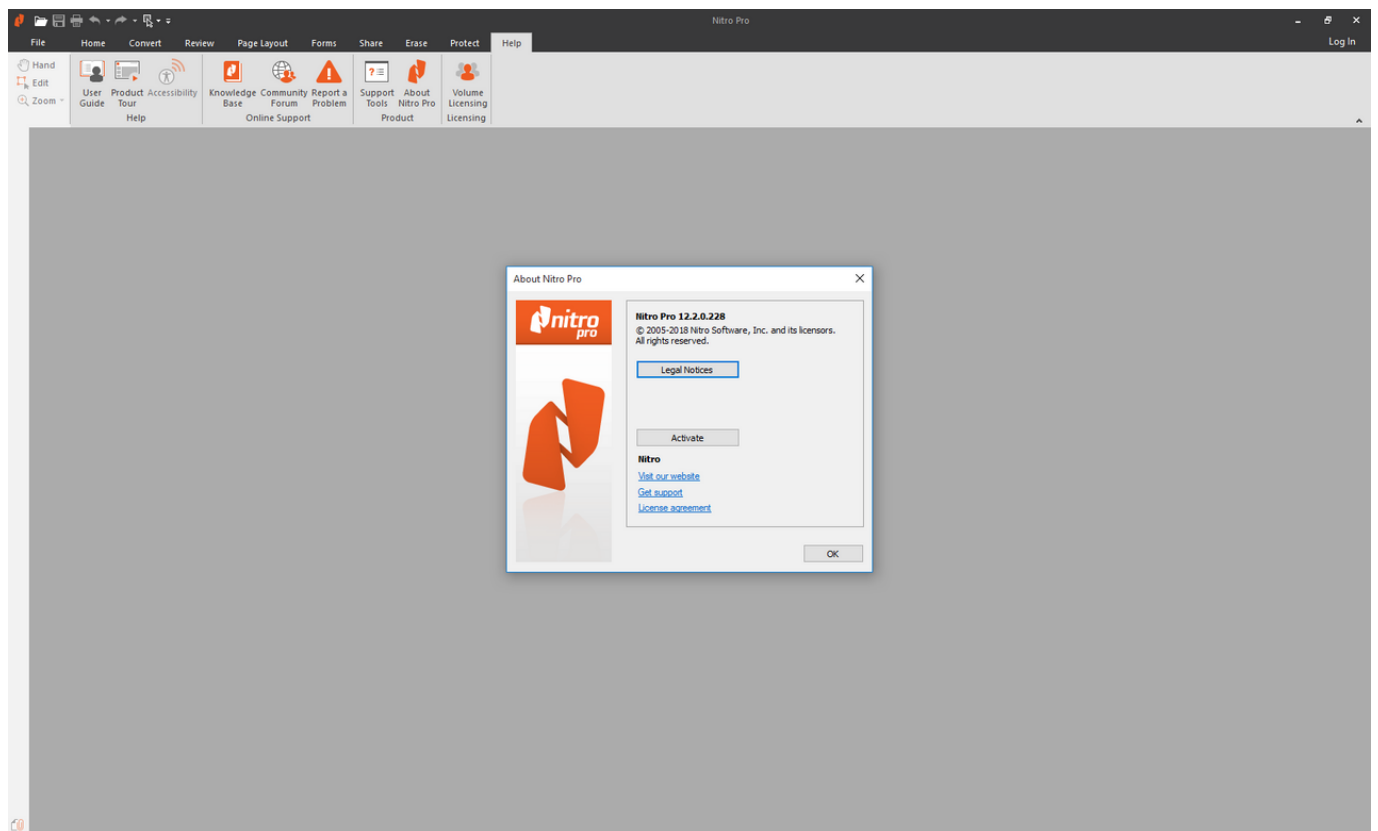 Nitro Pro
File Home Convert Review Page Layout Forms Share Erase Protect Help Log In
Hand
Edit
Zoom
User Guide
Product Tour
Accessibility
Help
Knowledge Base
Community Forum
Report a Problem
Online Support
Support Tools
About Nitro Pro
Product
Volume Licensing
Licensing
About Nitro Pro
nitro
pro
Nitro Pro 12.2.0.228
© 2005-2018 Nitro Software, Inc. and its licensors.
All rights reserved.
Legal Notices
Activate
Nitro
Visit our website
Get support
License agreement
OK